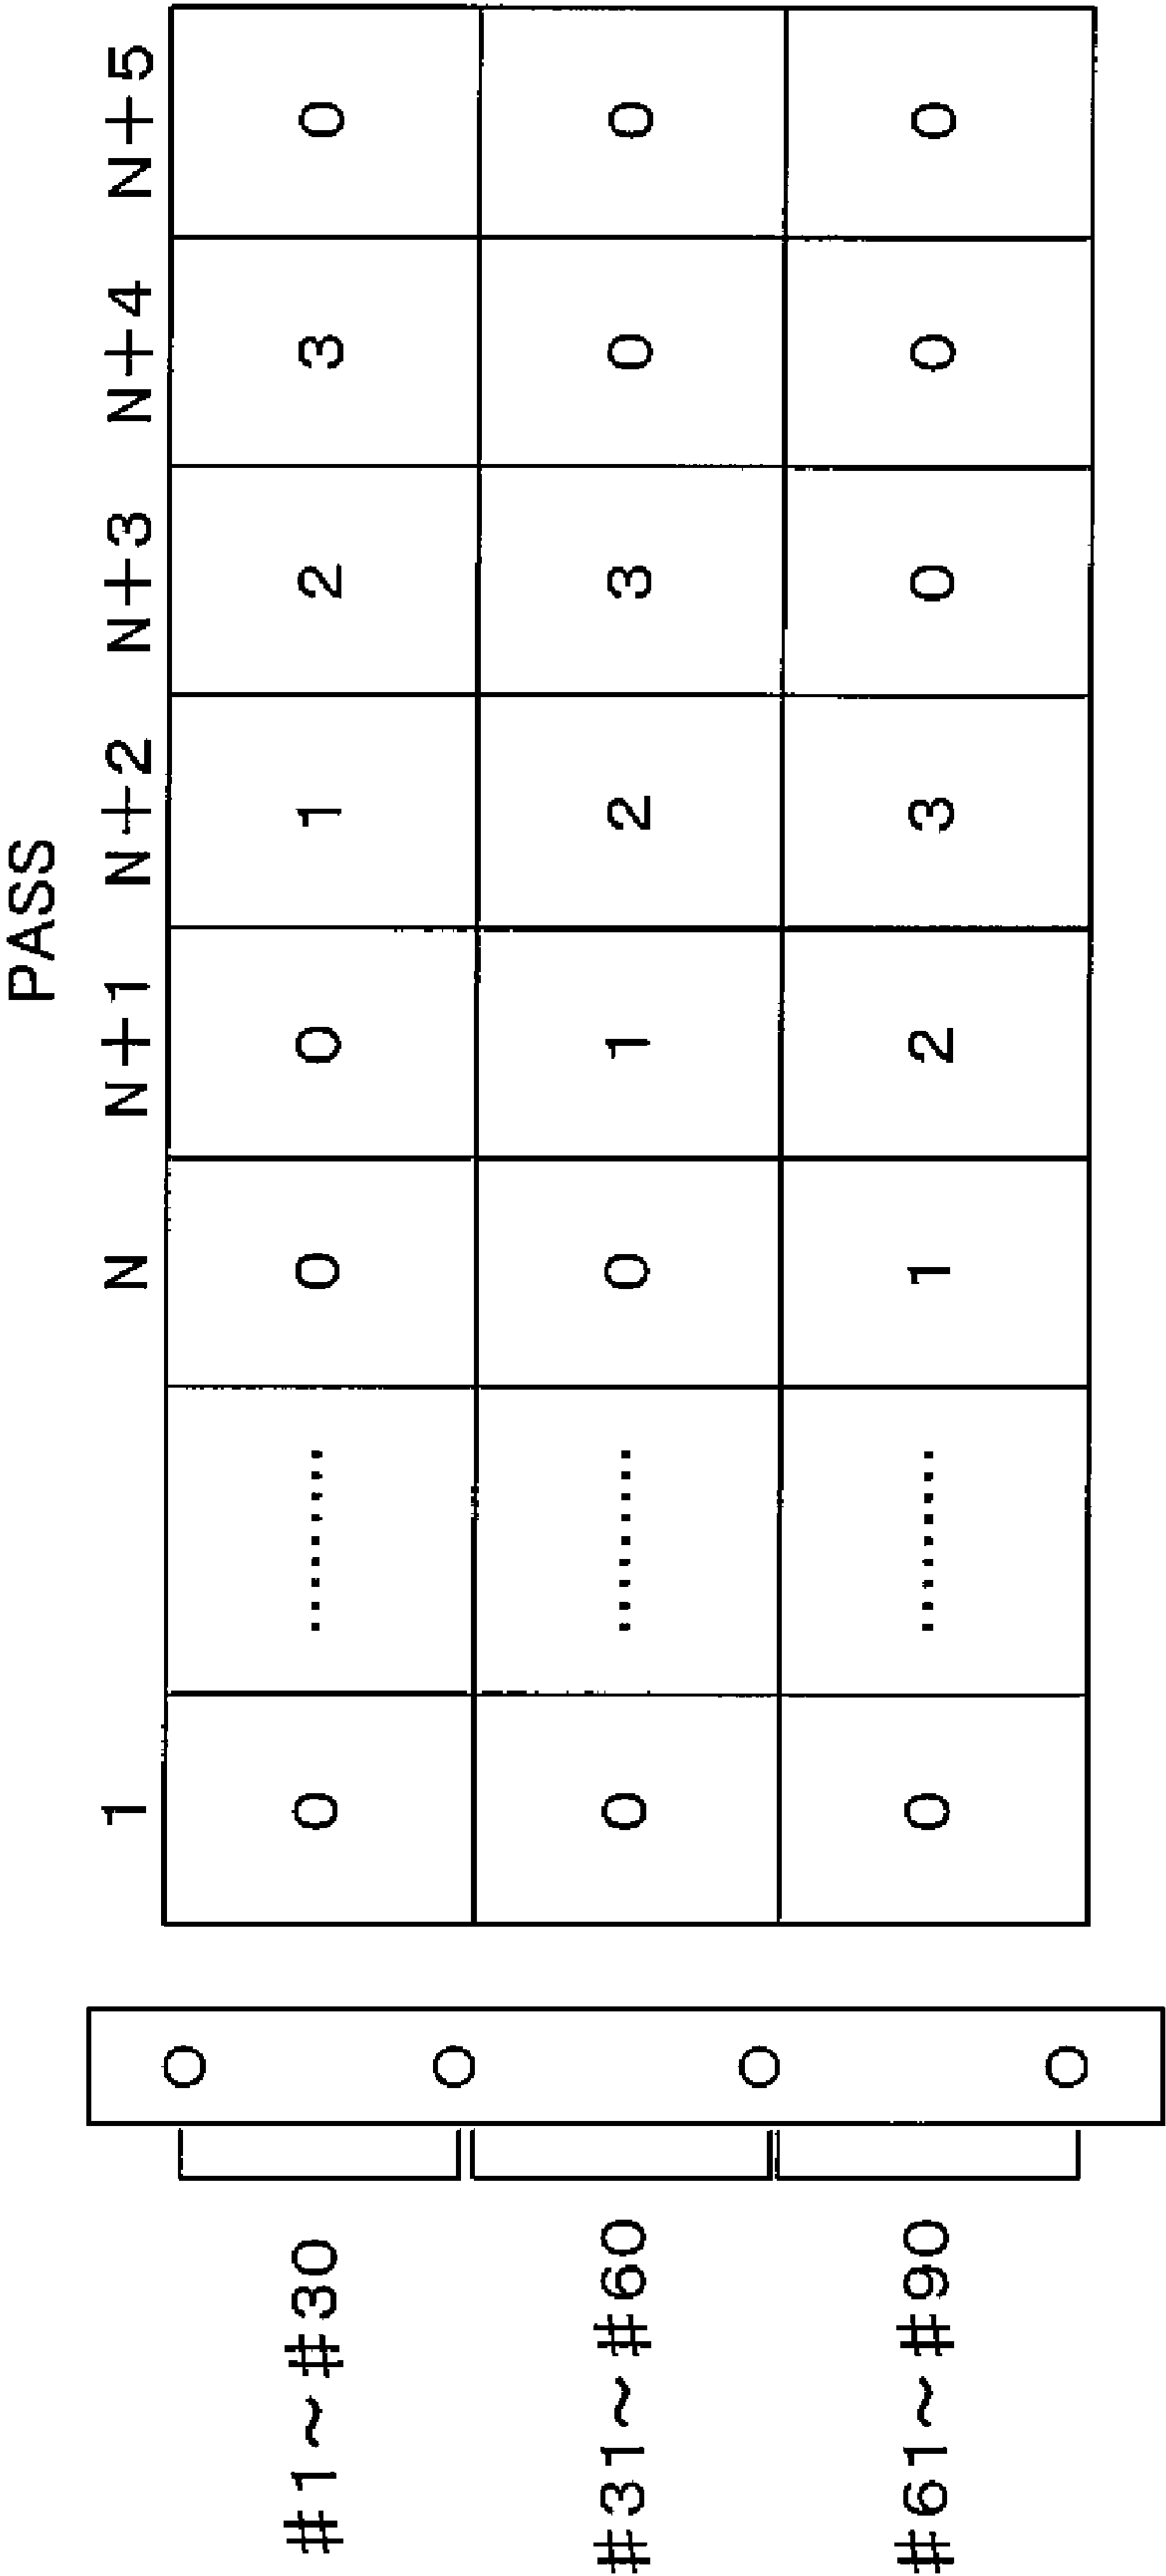 PASS
1 N N+1 N+2 N+3 N+4 N+5
#1~#30 0 ......... 0 0 1 2 3 0
#31~#60 0 ......... 0 1 2 3 0 0
#61~#90 0 ......... 1 2 3 0 0 0